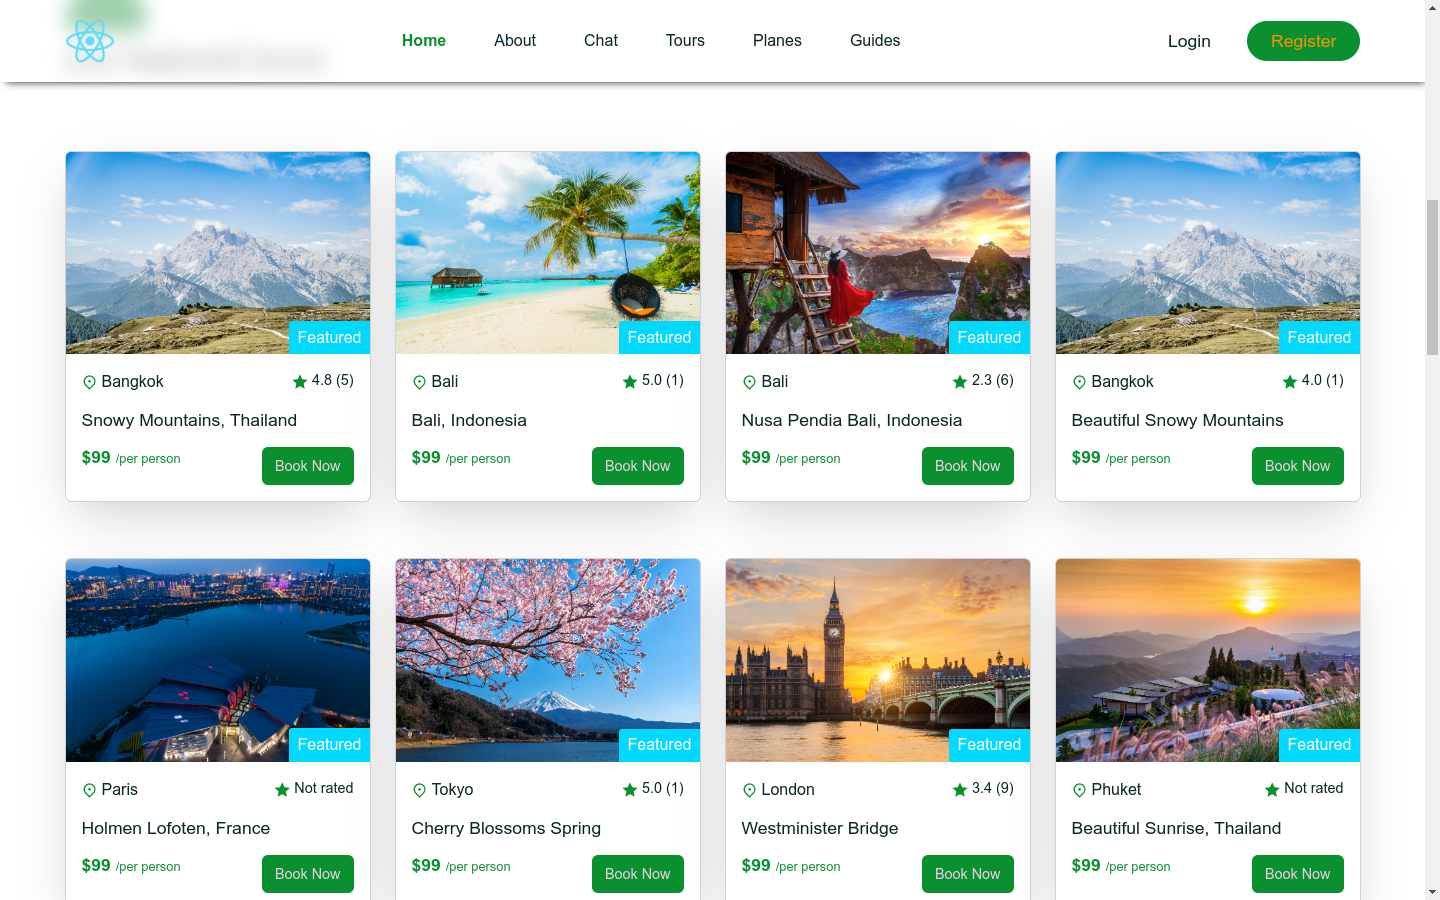 Home About Chat Tours Planes Guides Login Register
Featured Featured Featured Featured
Bangkok 4.8 (5) Bali 5.0 (1) Bali 2.3 (6) Bangkok 4.0 (1)
Snowy Mountains, Thailand Bali, Indonesia Nusa Pendia Bali, Indonesia Beautiful Snowy Mountains
$99 /per person Book Now $99 /per person Book Now $99 /per person Book Now $99 /per person Book Now
Featured Featured Featured Featured
Paris Not rated Tokyo 5.0 (1) London 3.4 (9) Phuket Not rated
Holmen Lofoten, France Cherry Blossoms Spring Westminister Bridge Beautiful Sunrise, Thailand
$99 /per person Book Now $99 /per person Book Now $99 /per person Book Now $99 /per person Book Now